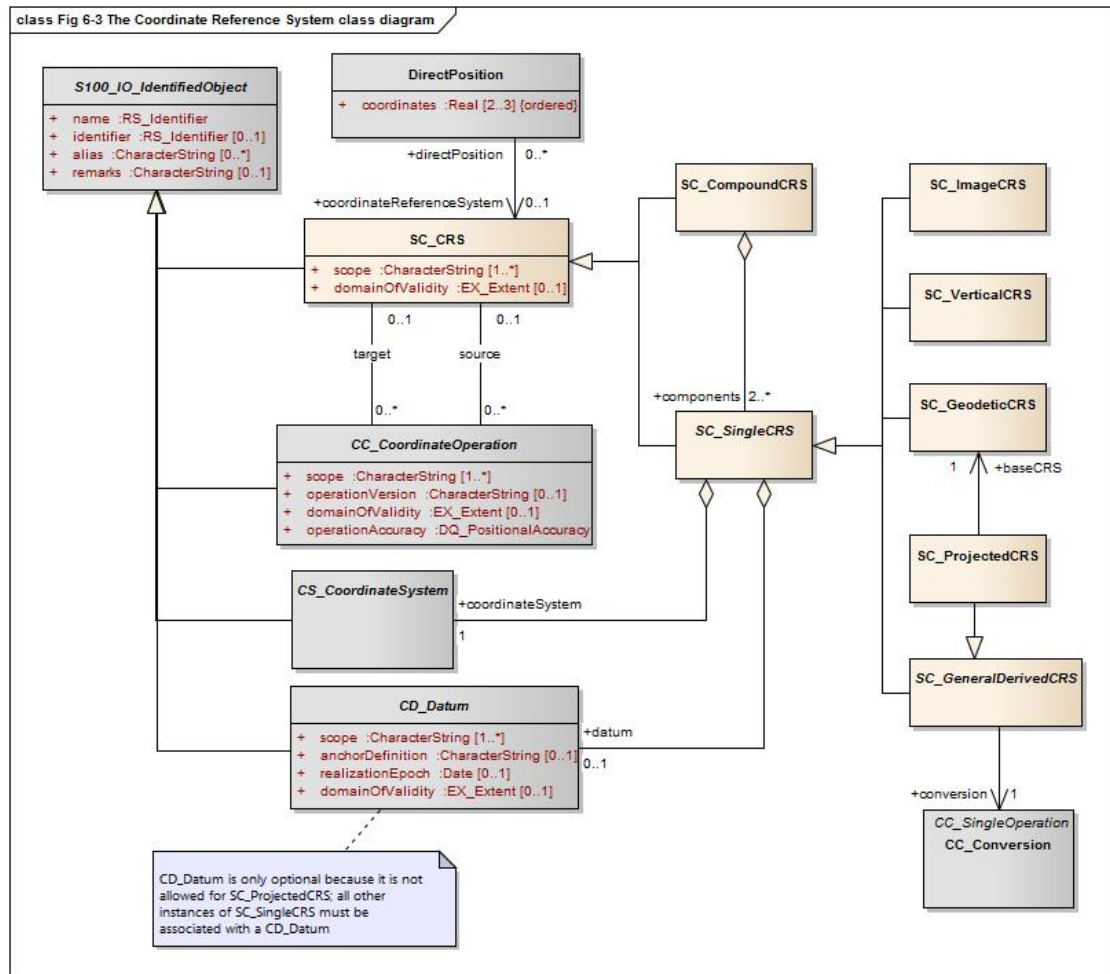 class Fig 6-3 The Coordinate Reference System class diagram
S100_IO_IdentifiedObject
+ name :RS_Identifier
+ identifier :RS_Identifier [0..1]
+ alias :CharacterString [0..*]
+ remarks :CharacterString [0..1]
DirectPosition
+ coordinates :Real [2..3] {ordered}
+directPosition 0..*
+coordinateReferenceSystem 0..1
SC_CRS
+ scope :CharacterString [1..*]
+ domainOfValidity :EX_Extent [0..1]
0..1 0..1
target source
0..* 0..*
CC_CoordinateOperation
+ scope :CharacterString [1..*]
+ operationVersion :CharacterString [0..1]
+ domainOfValidity :EX_Extent [0..1]
+ operationAccuracy :DQ_PositionalAccuracy
CS_CoordinateSystem
+coordinateSystem
1
CD_Datum
+ scope :CharacterString [1..*]
+ anchorDefinition :CharacterString [0..1]
+ realizationEpoch :Date [0..1]
+ domainOfValidity :EX_Extent [0..1]
+datum
0..1
CD_Datum is only optional because it is not
allowed for SC_ProjectedCRS; all other
instances of SC_SingleCRS must be
associated with a CD_Datum
SC_CompoundCRS
+components 2..*
SC_SingleCRS
SC_ImageCRS
SC_VerticalCRS
SC_GeodeticCRS
1 +baseCRS
SC_ProjectedCRS
SC_GeneralDerivedCRS
+conversion 1
CC_SingleOperation
CC_Conversion